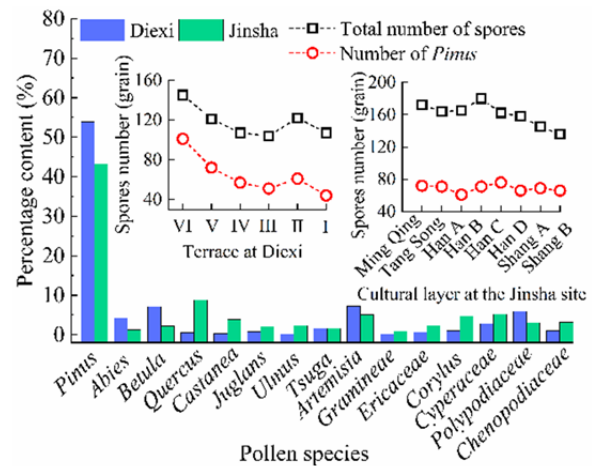 Diexi Jinsha
Total number of spores
Number of Pinus
Percentage content (%)
80
70
60
50
40
30
20
10
0
Spores number (grain)
160
120
80
40
VI V IV III II I
Terrace at Diexi
Spores number (grain)
200
160
120
80
40
Ming Qing
Tang Song
Han A
Han B
Han C
Han D
Shang A
Shang B
Cultural layer at the Jinsha site
Pinus
Abies
Betula
Quercus
Castanea
Juglans
Ulmus
Tsuga
Artemisia
Gramineae
Ericaceae
Corylus
Cyperaceae
Polypodiaceae
Chenopodiaceae
Pollen species